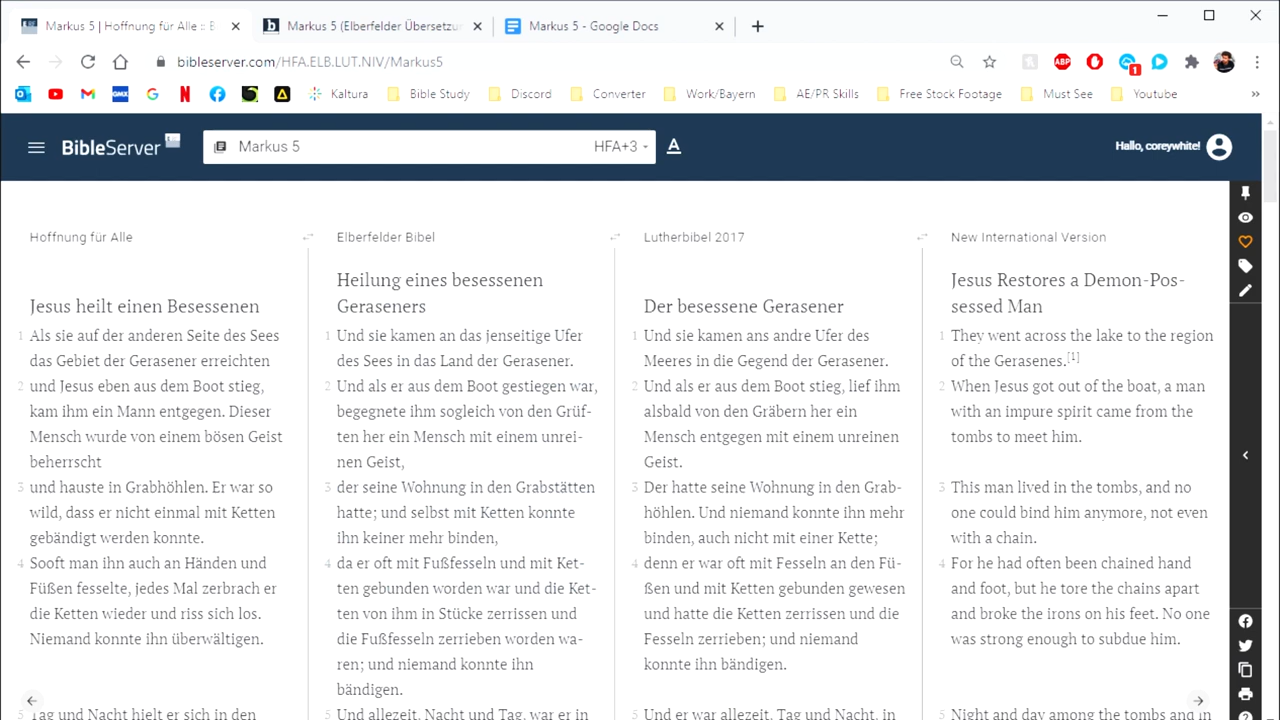 Markus 5 | Hoffnung für Alle :: B
Markus 5 (Elberfelder Übersetzu
Markus 5 - Google Docs
bibleserver.com/HFA.ELB.LUT.NIV/Markus5
ABP
1
GMX
Kaltura
Bible Study
Discord
Converter
Work/Bayern
AE/PR Skills
Free Stock Footage
Must See
Youtube
BibleServer
Markus 5
HFA+3
A
Hallo, coreywhite!
Hoffnung für Alle
Jesus heilt einen Besessenen
1 Als sie auf der anderen Seite des Sees
das Gebiet der Gerasener erreichten
2 und Jesus eben aus dem Boot stieg,
kam ihm ein Mann entgegen. Dieser
Mensch wurde von einem bösen Geist
beherrscht
3 und hauste in Grabhöhlen. Er war so
wild, dass er nicht einmal mit Ketten
gebändigt werden konnte.
4 Sooft man ihn auch an Händen und
Füßen fesselte, jedes Mal zerbrach er
die Ketten wieder und riss sich los.
Niemand konnte ihn überwältigen.
5 Tag und Nacht hielt er sich in den
Elberfelder Bibel
Heilung eines besessenen
Geraseners
1 Und sie kamen an das jenseitige Ufer
des Sees in das Land der Gerasener.
2 Und als er aus dem Boot gestiegen war,
begegnete ihm sogleich von den Grüf-
ten her ein Mensch mit einem unrei-
nen Geist,
3 der seine Wohnung in den Grabstätten
hatte; und selbst mit Ketten konnte
ihn keiner mehr binden,
4 da er oft mit Fußfesseln und mit Ket-
ten gebunden worden war und die Ket-
ten von ihm in Stücke zerrissen und
die Fußfesseln zerrieben worden wa-
ren; und niemand konnte ihn
bändigen.
5 Und allezeit, Nacht und Tag, war er in
Lutherbibel 2017
Der besessene Gerasener
1 Und sie kamen ans andre Ufer des
Meeres in die Gegend der Gerasener.
2 Und als er aus dem Boot stieg, lief ihm
alsbald von den Gräbern her ein
Mensch entgegen mit einem unreinen
Geist.
3 Der hatte seine Wohnung in den Grab-
höhlen. Und niemand konnte ihn mehr
binden, auch nicht mit einer Kette;
4 denn er war oft mit Fesseln an den Fü-
ßen und mit Ketten gebunden gewesen
und hatte die Ketten zerrissen und die
Fesseln zerrieben; und niemand
konnte ihn bändigen.
5 Und er war allezeit, Tag und Nacht, in
New International Version
Jesus Restores a Demon-Pos-
sessed Man
1 They went across the lake to the region
of the Gerasenes.[1]
2 When Jesus got out of the boat, a man
with an impure spirit came from the
tombs to meet him.
3 This man lived in the tombs, and no
one could bind him anymore, not even
with a chain.
4 For he had often been chained hand
and foot, but he tore the chains apart
and broke the irons on his feet. No one
was strong enough to subdue him.
5 Night and day among the tombs and in